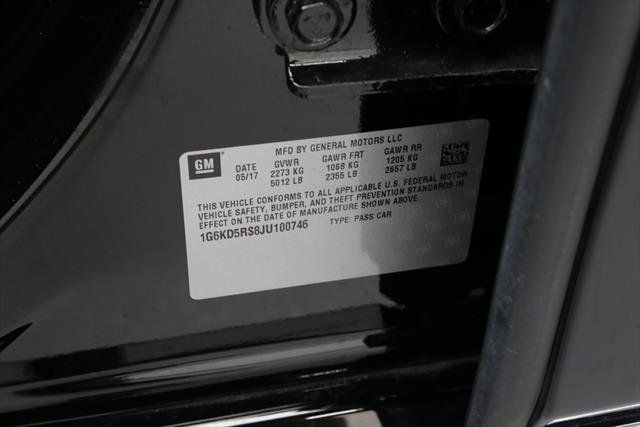 MFD BY GENERAL MOTORS LLC
GM
DATE GVWR GAWR FRT GAWR RR
05/17 2273 KG 1068 KG 1205 KG
5012 LB 2355 LB 2657 LB
THIS VEHICLE CONFORMS TO ALL APPLICABLE U.S. FEDERAL MOTOR
VEHICLE SAFETY, BUMPER, AND THEFT PREVENTION STANDARDS IN
EFFECT ON THE DATE OF MANUFACTURE SHOWN ABOVE.
1G6KD5RS8JU100746 TYPE: PASS CAR